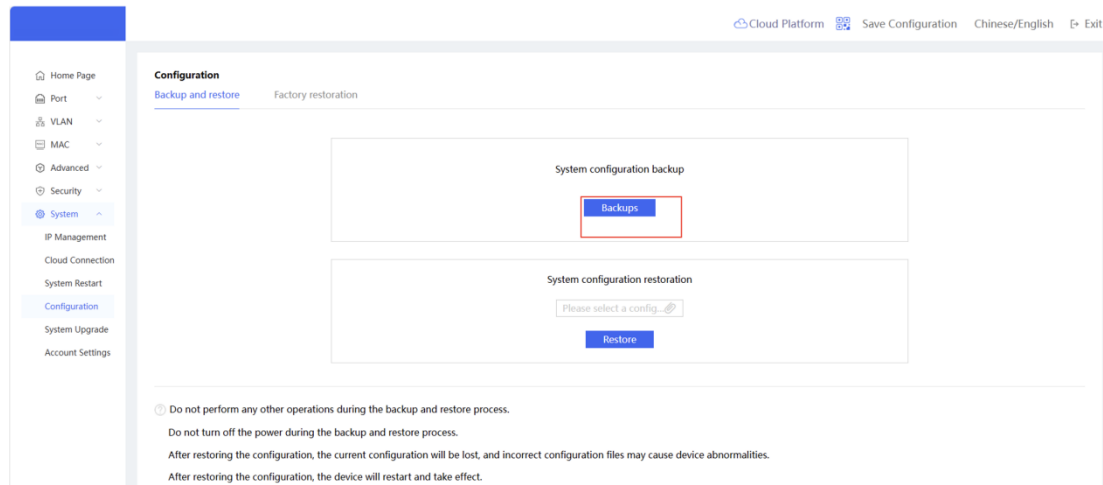 Cloud Platform Save Configuration Chinese/English Exit
Home Page
Port
VLAN
MAC
Advanced
Security
System
IP Management
Cloud Connection
System Restart
Configuration
System Upgrade
Account Settings
Configuration
Backup and restore Factory restoration
System configuration backup
Backups
System configuration restoration
Please select a config...
Restore
Do not perform any other operations during the backup and restore process.
Do not turn off the power during the backup and restore process.
After restoring the configuration, the current configuration will be lost, and incorrect configuration files may cause device abnormalities.
After restoring the configuration, the device will restart and take effect.